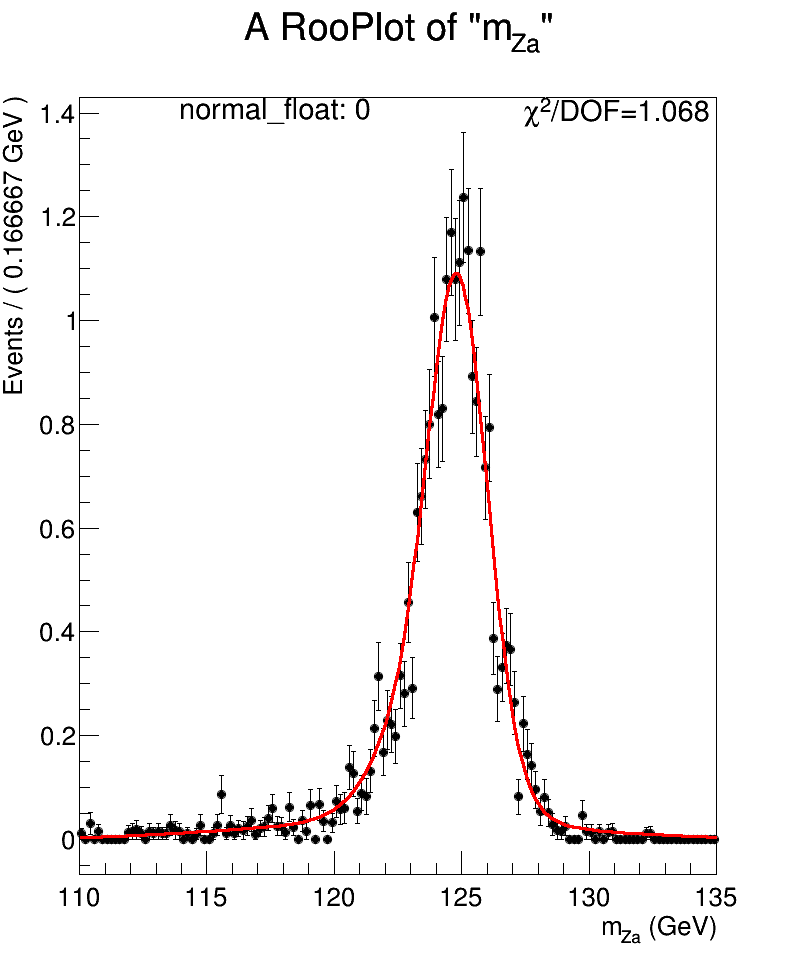 A RooPlot of "m_Za"
normal_float: 0
χ²/DOF=1.068
Events / ( 0.166667 GeV )
1.4
1.2
1
0.8
0.6
0.4
0.2
0
110 115 120 125 130 135
m_Za (GeV)